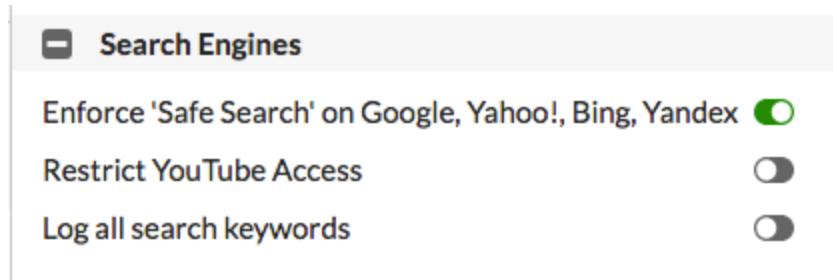 Search Engines
Enforce 'Safe Search' on Google, Yahoo!, Bing, Yandex
Restrict YouTube Access
Log all search keywords